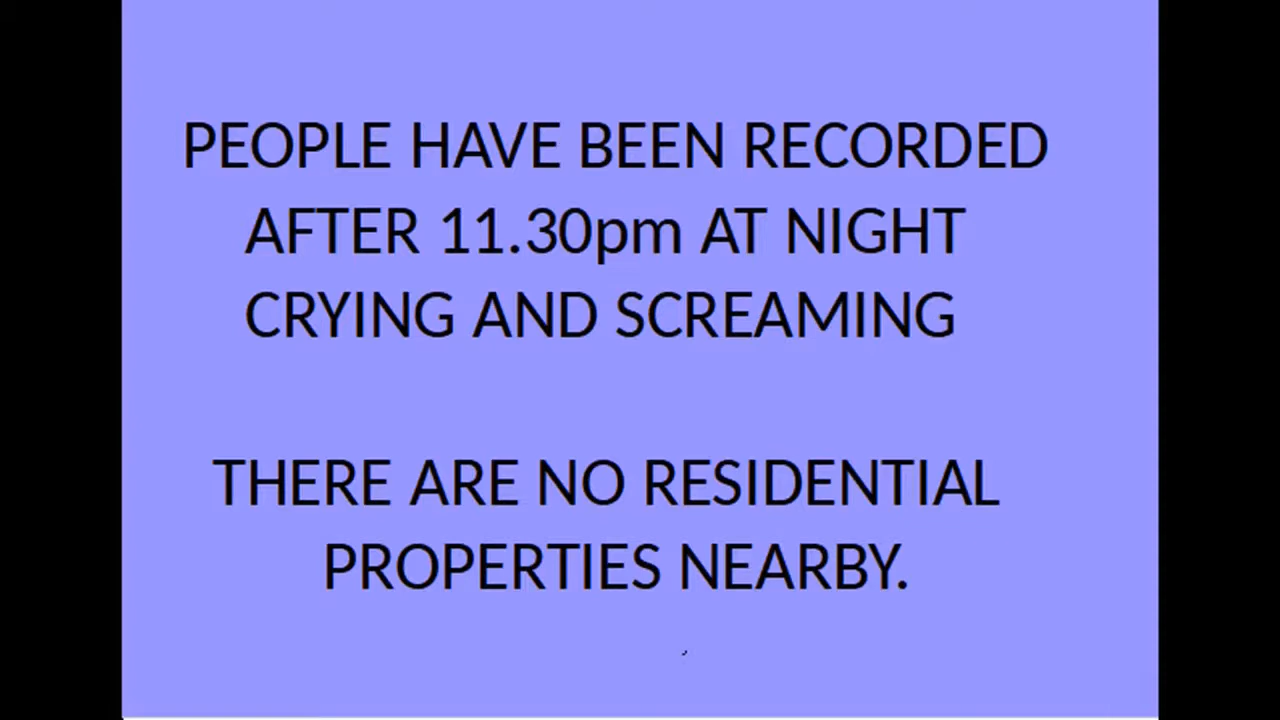 PEOPLE HAVE BEEN RECORDED
AFTER 11.30pm AT NIGHT
CRYING AND SCREAMING
THERE ARE NO RESIDENTIAL
PROPERTIES NEARBY.